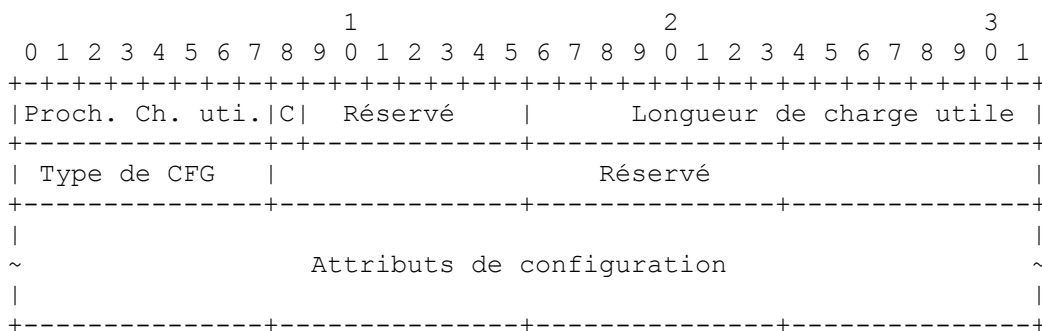 1                   2                   3
 0 1 2 3 4 5 6 7 8 9 0 1 2 3 4 5 6 7 8 9 0 1 2 3 4 5 6 7 8 9 0 1
+-+-+-+-+-+-+-+-+-+-+-+-+-+-+-+-+-+-+-+-+-+-+-+-+-+-+-+-+-+-+-+-+
|Proch. Ch. uti.|C|  Réservé    |      Longueur de charge utile |
+---------------+-+-------------+---------------+---------------+
| Type de CFG   |                    Réservé                    |
+---------------+---------------+---------------+---------------+
|                                                               |
~                  Attributs de configuration                   ~
|                                                               |
+---------------+---------------+---------------+---------------+